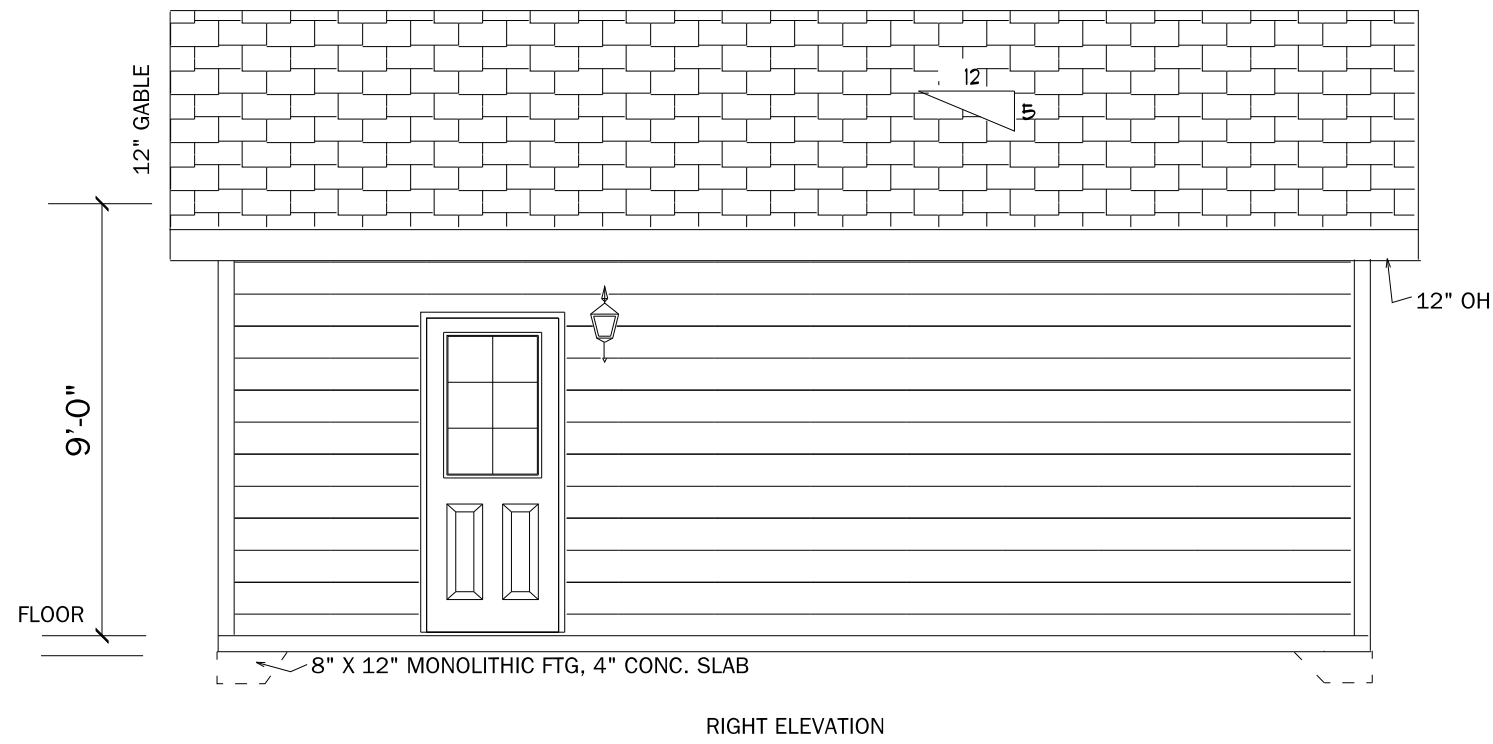 12
5
12" GABLE
12" OH
9'-0"
FLOOR
8" X 12" MONOLITHIC FTG, 4" CONC. SLAB
RIGHT ELEVATION